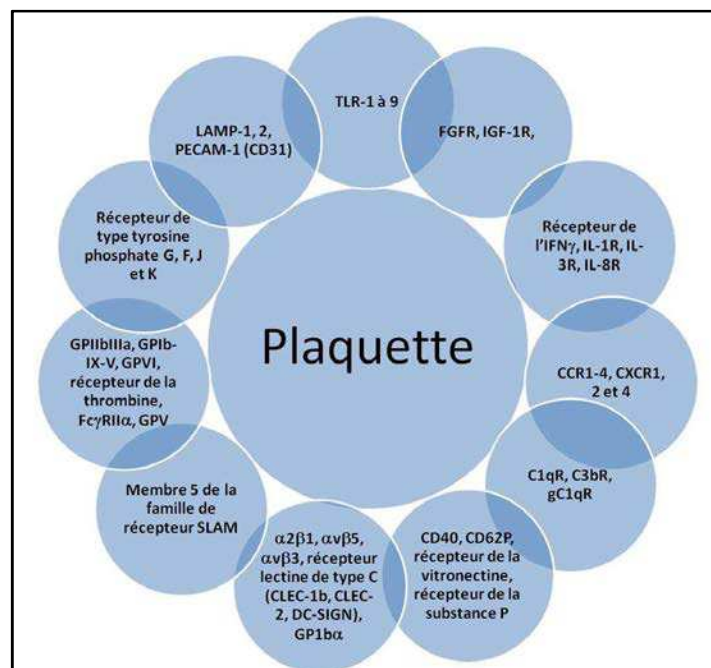 TLR-1 à 9
FGFR, IGF-1R,
Récepteur de
l'IFNγ, IL-1R, IL-
3R, IL-8R
CCR1-4, CXCR1,
2 et 4
C1qR, C3bR,
gC1qR
CD40, CD62P,
récepteur de la
vitronectine,
récepteur de la
substance P
α2β1, αvβ5,
αvβ3, récepteur
lectine de type C
(CLEC-1b, CLEC-
2, DC-SIGN),
GP1bα
Membre 5 de la
famille de
récepteur SLAM
GPIIbIIIa, GPIb-
IX-V, GPVI,
récepteur de la
thrombine,
FcγRIIα, GPV
Récepteur de
type tyrosine
phosphate G, F, J
et K
LAMP-1, 2,
PECAM-1 (CD31)
Plaquette